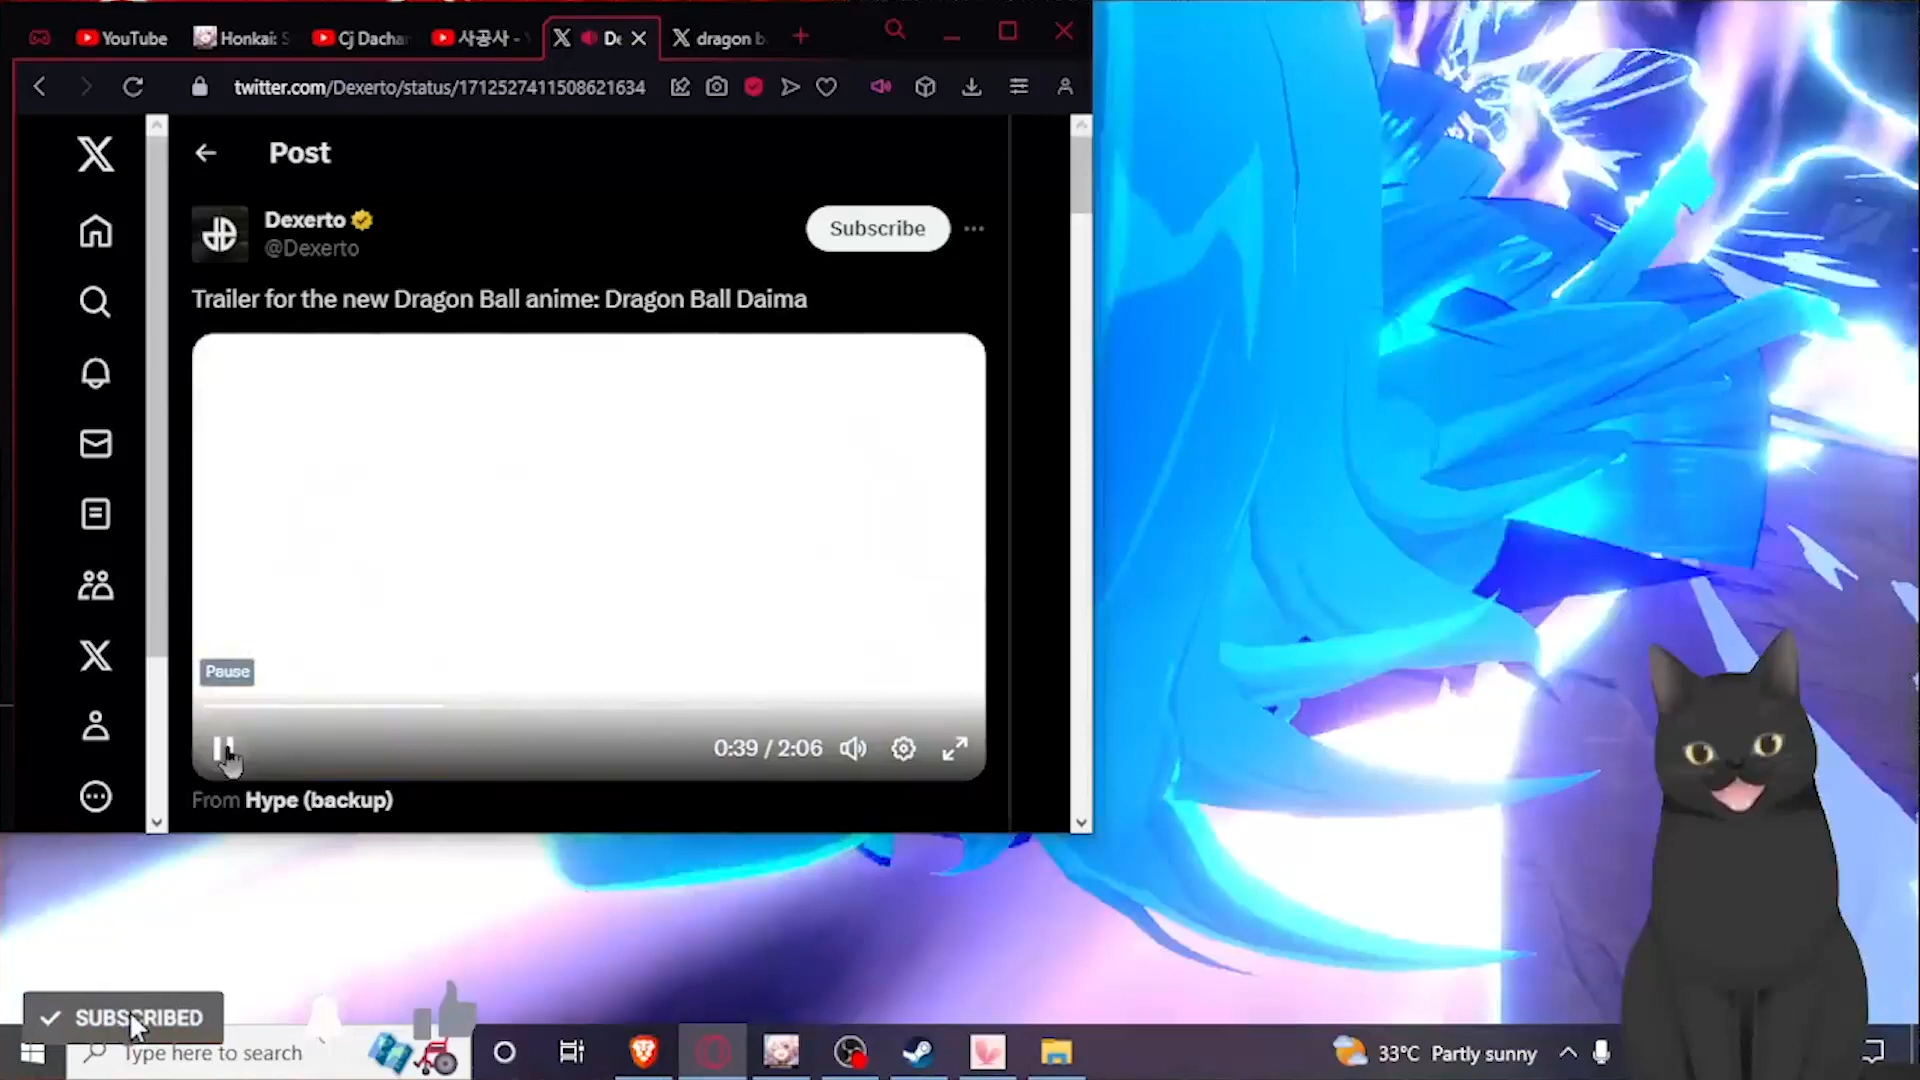 YouTube
Honkai: S
Cj Dachar
사공사 -
De
dragon b
twitter.com/Dexerto/status/1712527411508621634
Post
Dexerto
@Dexerto
Subscribe
Trailer for the new Dragon Ball anime: Dragon Ball Daima
Pause
0:39 / 2:06
From Hype (backup)
SUBSCRIBED
Type here to search
33°C Partly sunny